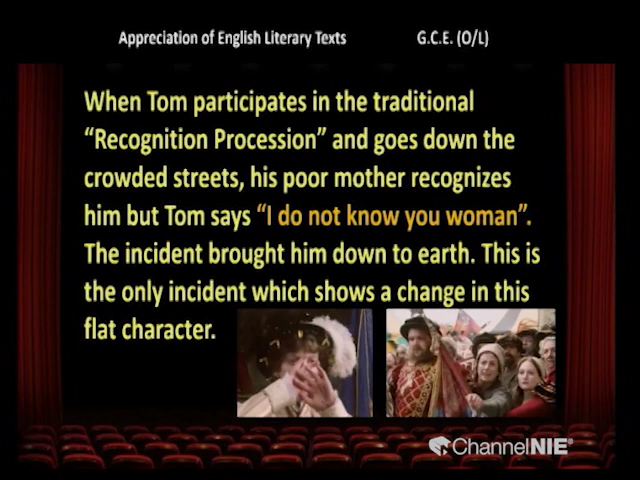 Appreciation of English Literary Texts G.C.E. (O/L)
When Tom participates in the traditional
“Recognition Procession” and goes down the
crowded streets, his poor mother recognizes
him but Tom says “I do not know you woman”.
The incident brought him down to earth. This is
the only incident which shows a change in this
flat character.
ChannelNIE